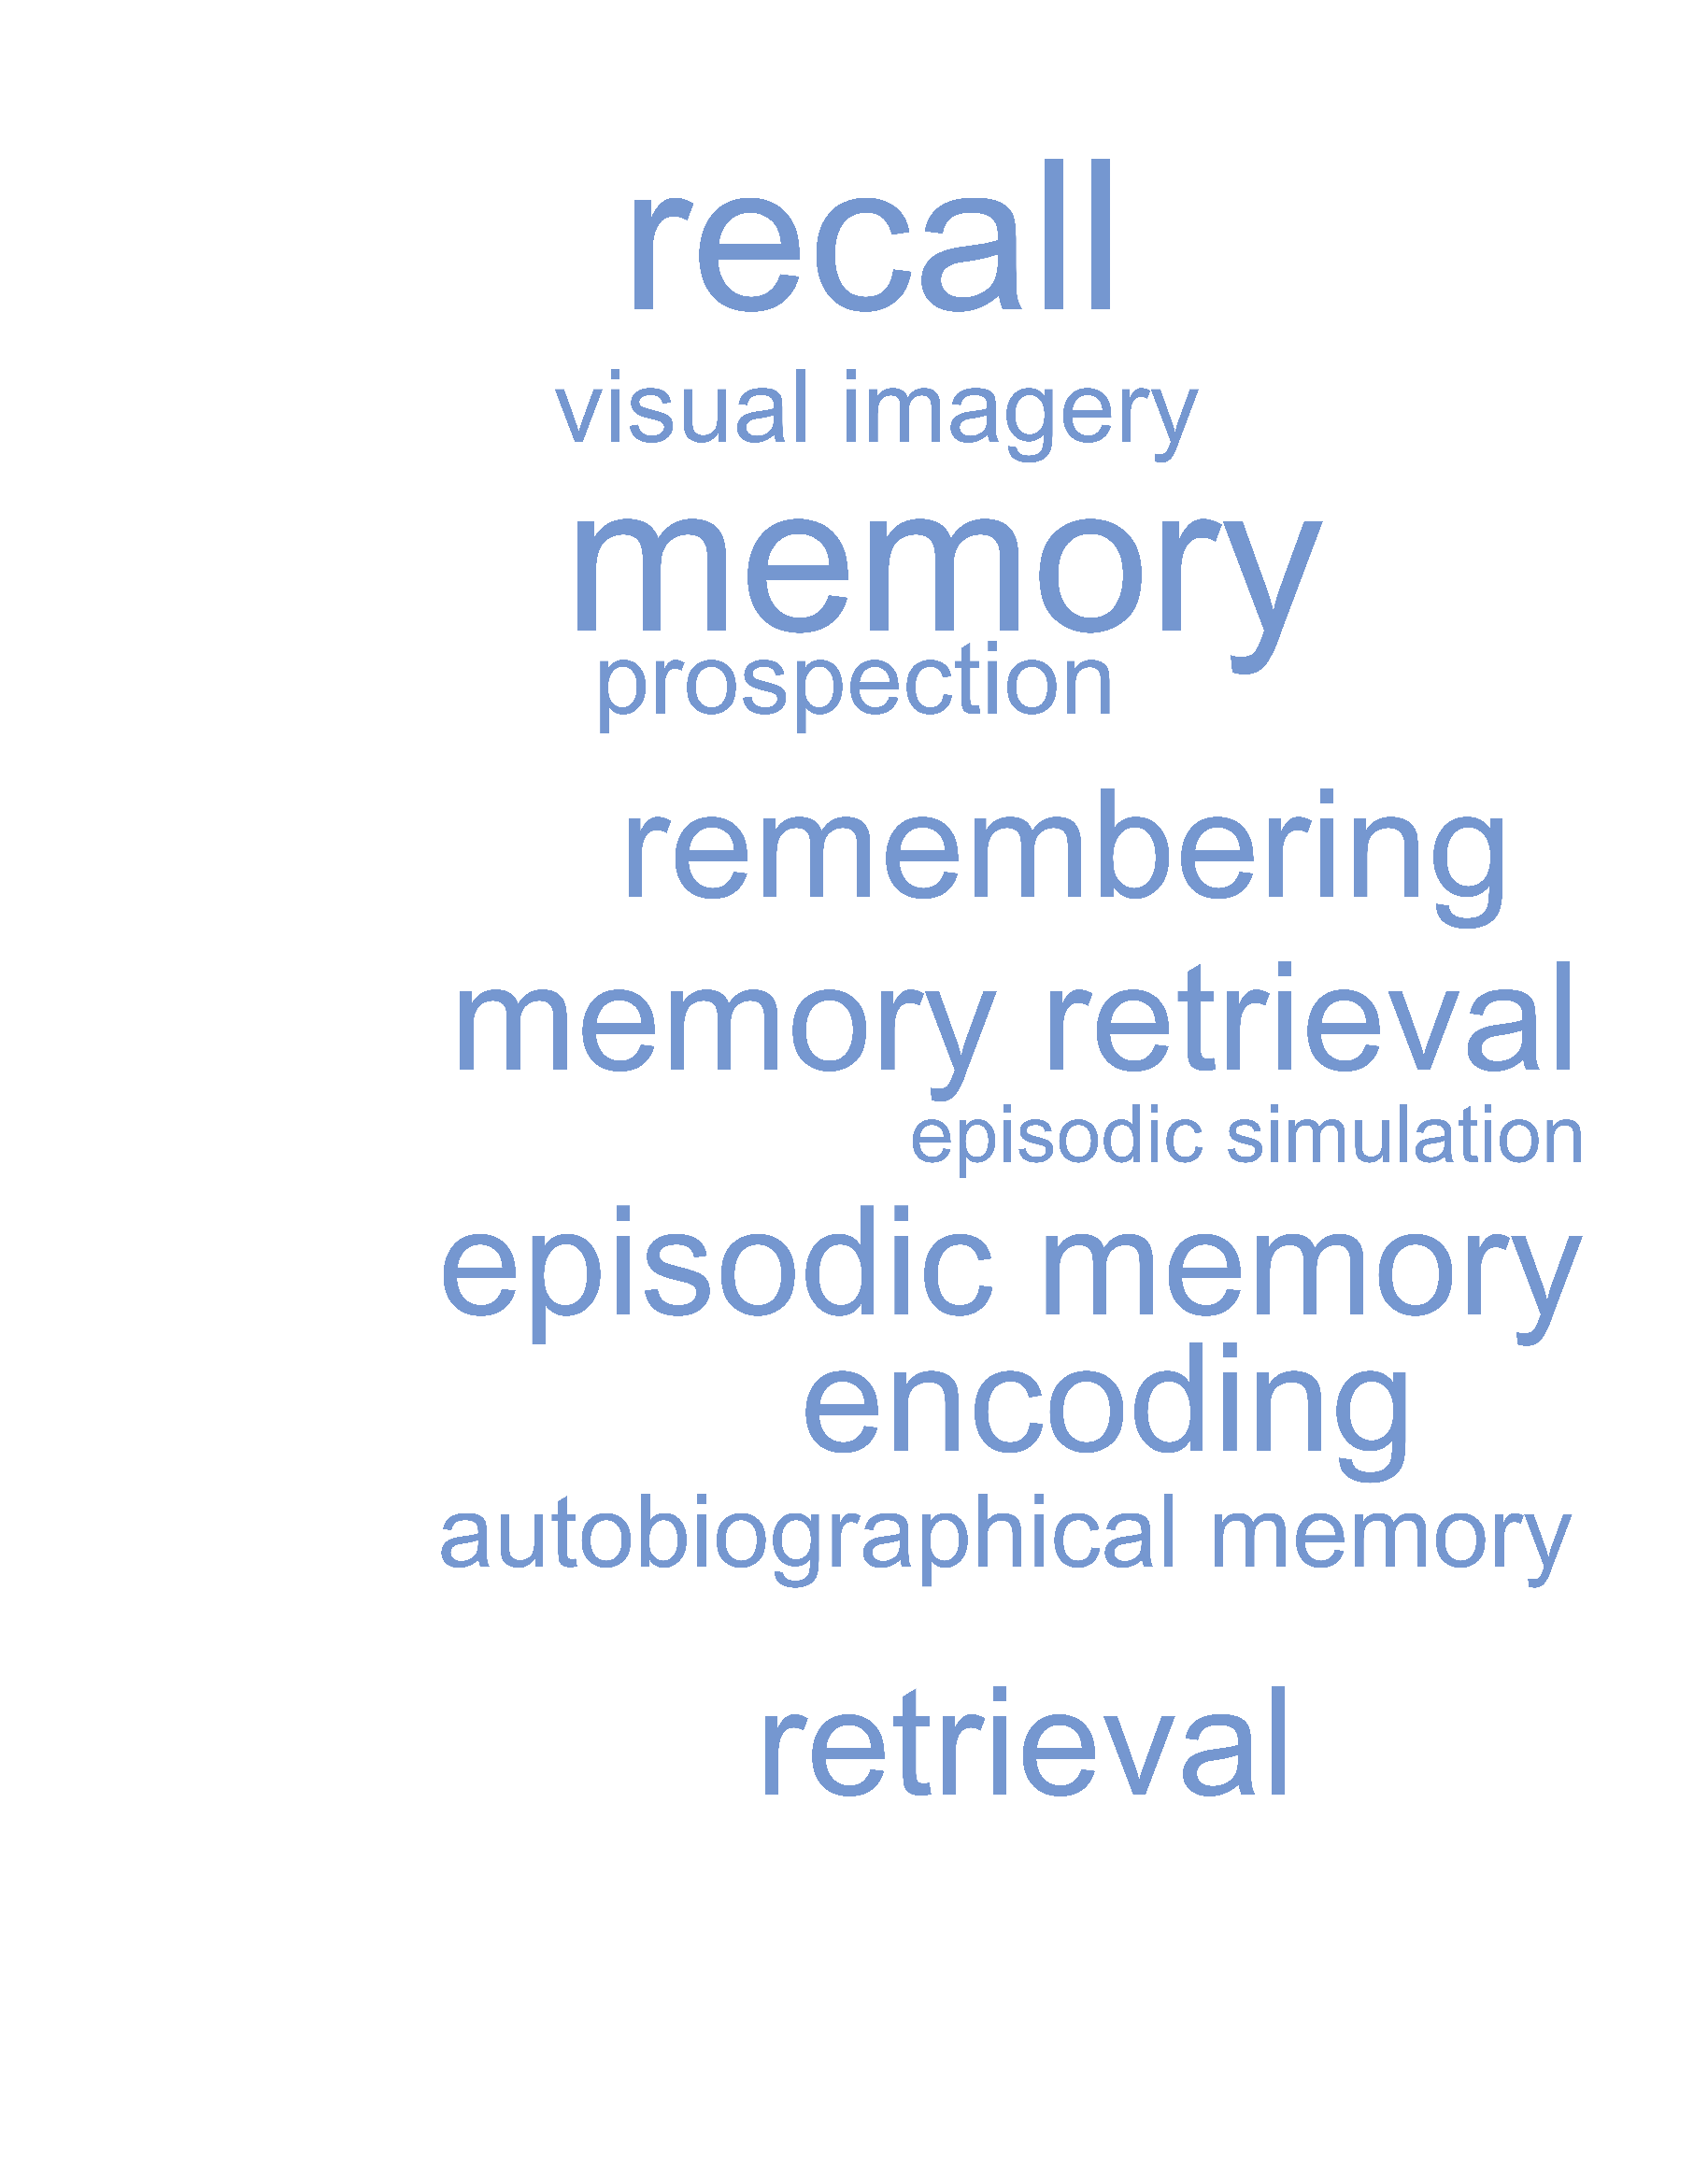 recall
visual imagery
memory
prospection
remembering
memory retrieval
episodic simulation
episodic memory
encoding
autobiographical memory
retrieval